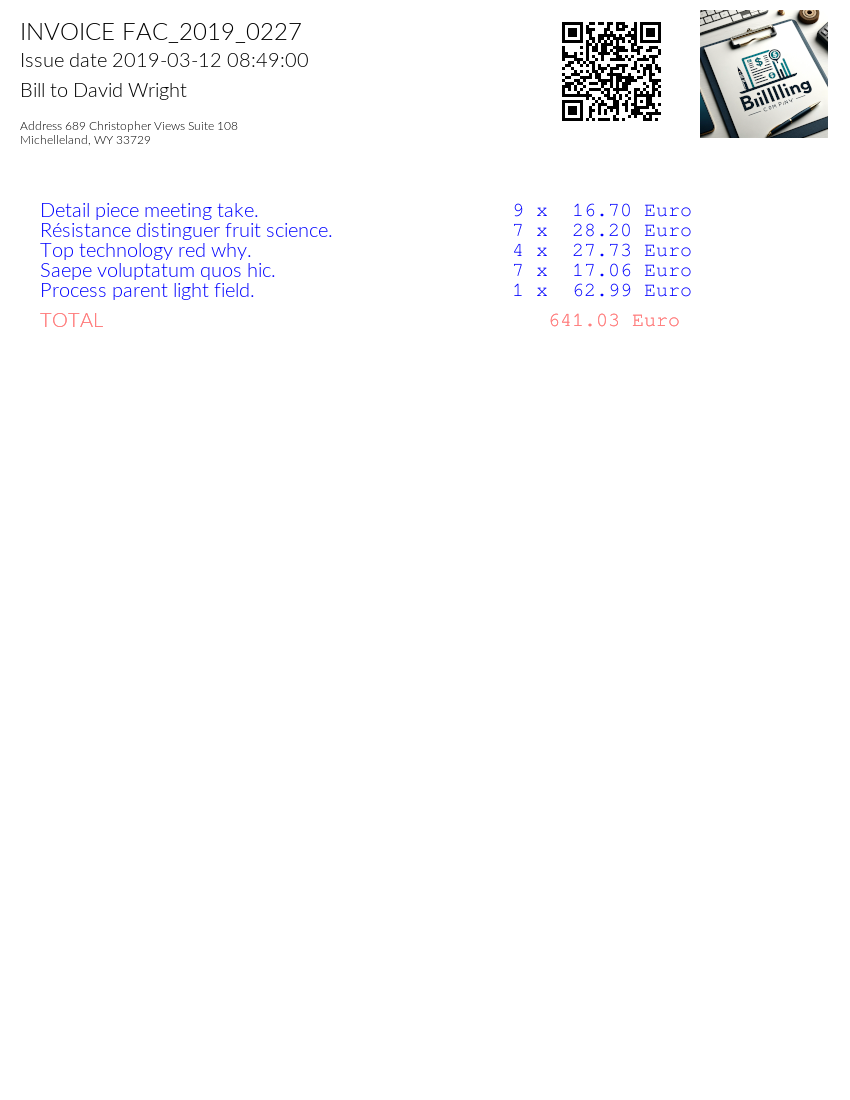 INVOICE FAC_2019_0227
Issue date 2019-03-12 08:49:00
Bill to David Wright
Address 689 Christopher Views Suite 108
Michelleland, WY 33729
Biilllling
COMPANY
Detail piece meeting take. 9 x 16.70 Euro
Résistance distinguer fruit science. 7 x 28.20 Euro
Top technology red why. 4 x 27.73 Euro
Saepe voluptatum quos hic. 7 x 17.06 Euro
Process parent light field. 1 x 62.99 Euro
TOTAL 641.03 Euro